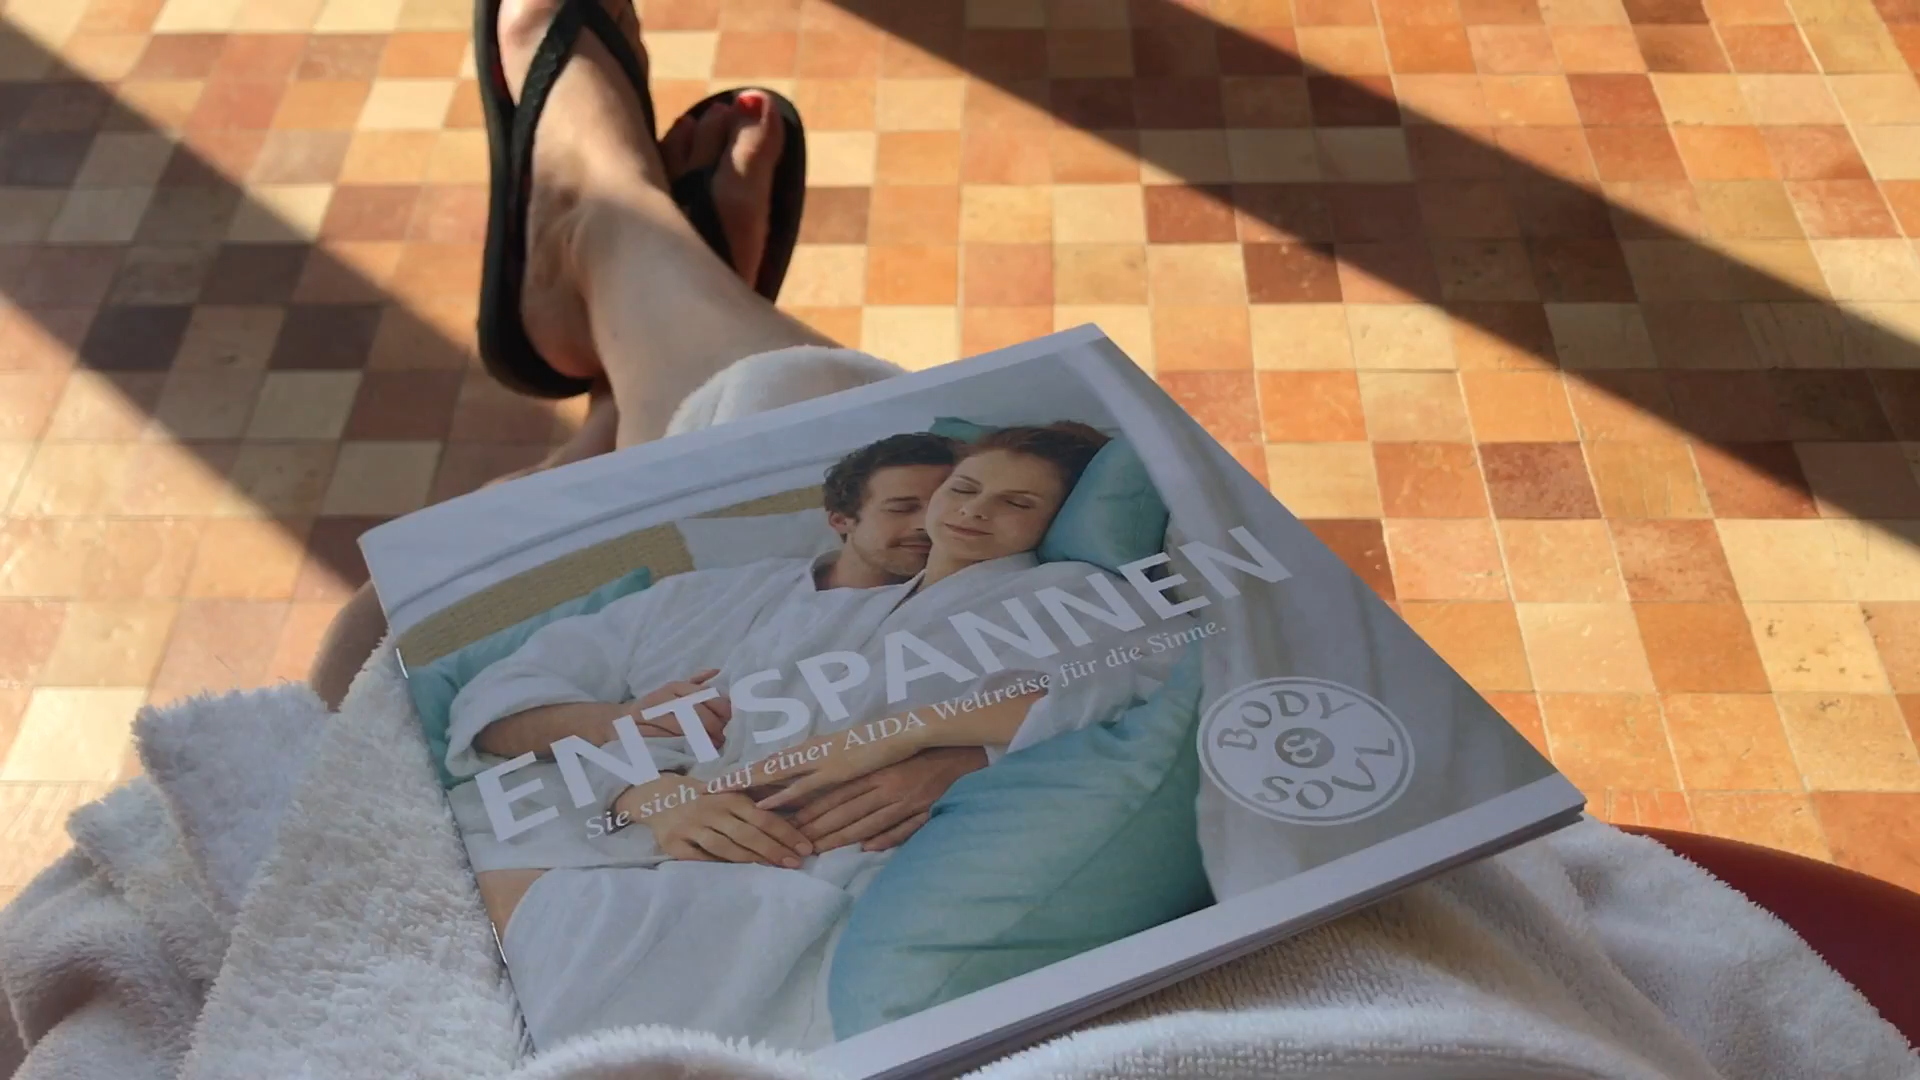 ENTSPANNEN
Sie sich auf einer AIDA Weltreise für die Sinne.
BODY
&
SOUL